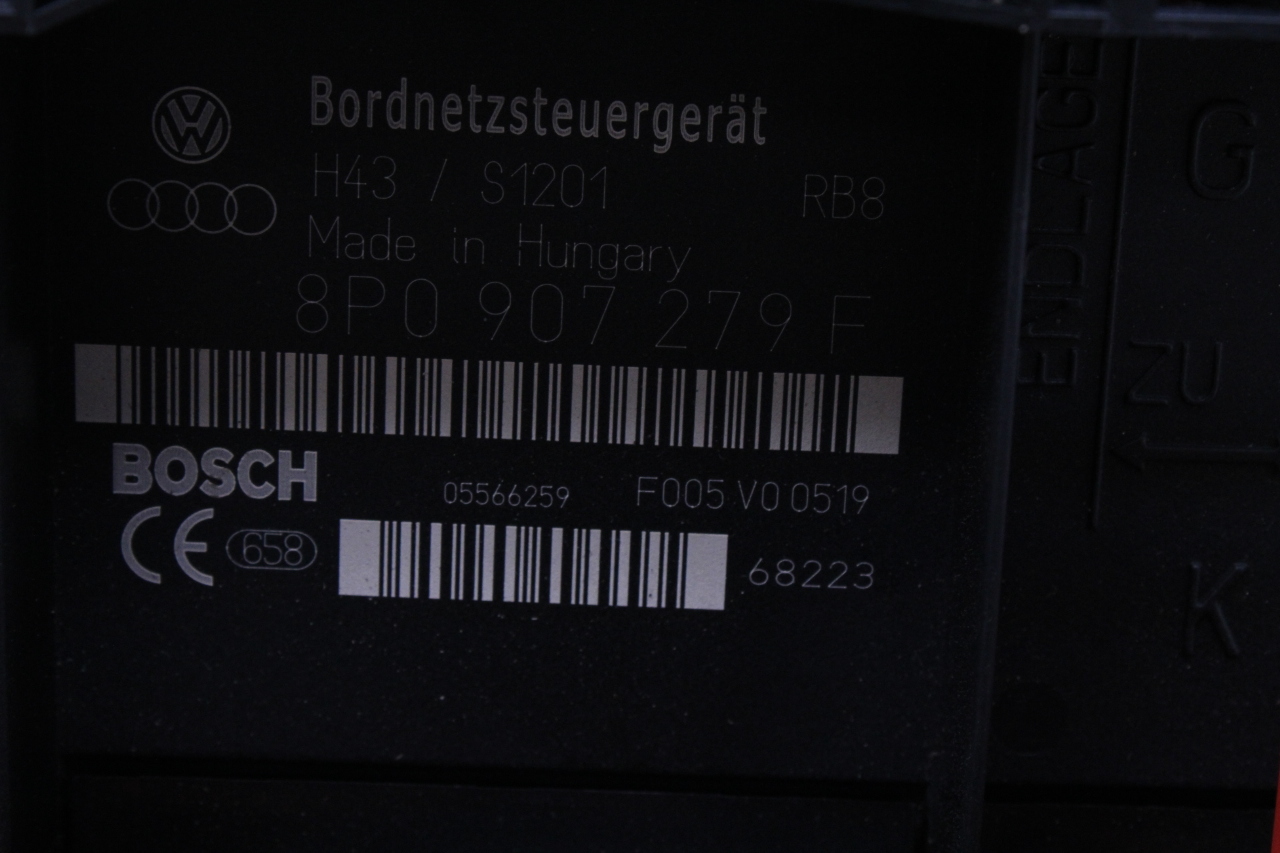 Bordnetzsteuergerät
H43 / S1201 RB8
Made in Hungary
8P0 907 279 F
BOSCH 05566259 F005 V0 0519
CE 658 68223
ENDLAGE
G
ZU
K